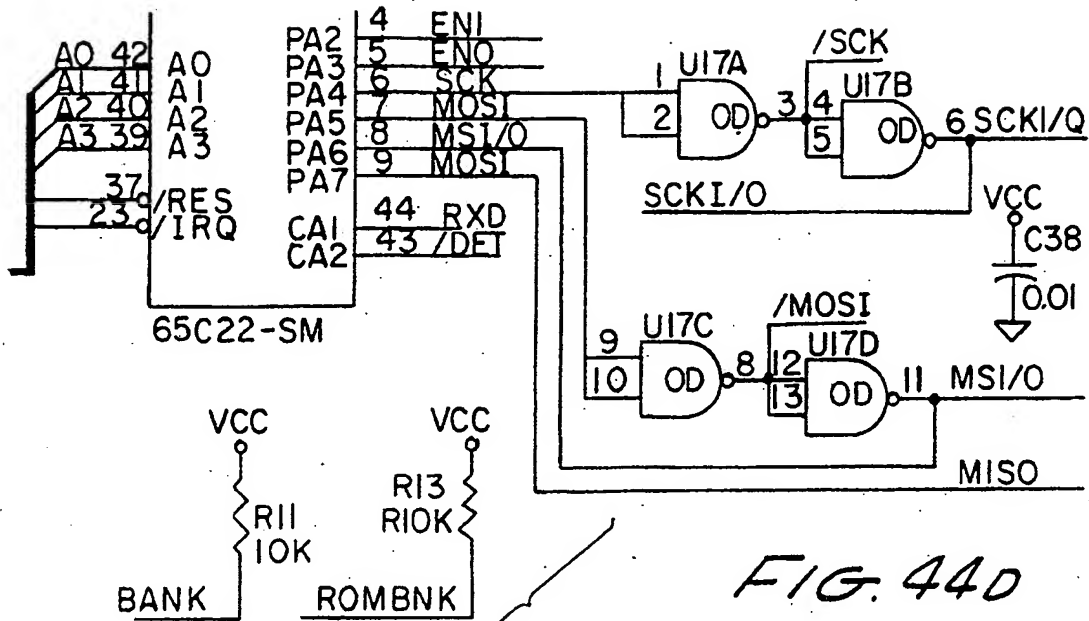 A0 42 A0
A1 41 A1
A2 40 A2
A3 39 A3
37 /RES
23 /IRQ
PA2 4 EN1
PA3 5 ENO
PA4 6 SCK
PA5 7 MOSI
PA6 8 MSI/O
PA7 9 MOSI
CA1 44 RXD
CA2 43 /DET
65C22-SM
U17A
1
2
OD
3
/SCK
U17B
4
5
OD
6 SCKI/Q
SCKI/O
VCC
C38
0.01
U17C
9
10
OD
8
/MOSI
U17D
12
13
OD
11 MSI/O
MISO
VCC
R11
10K
BANK
VCC
R13
R10K
ROMBNK
FIG. 44D